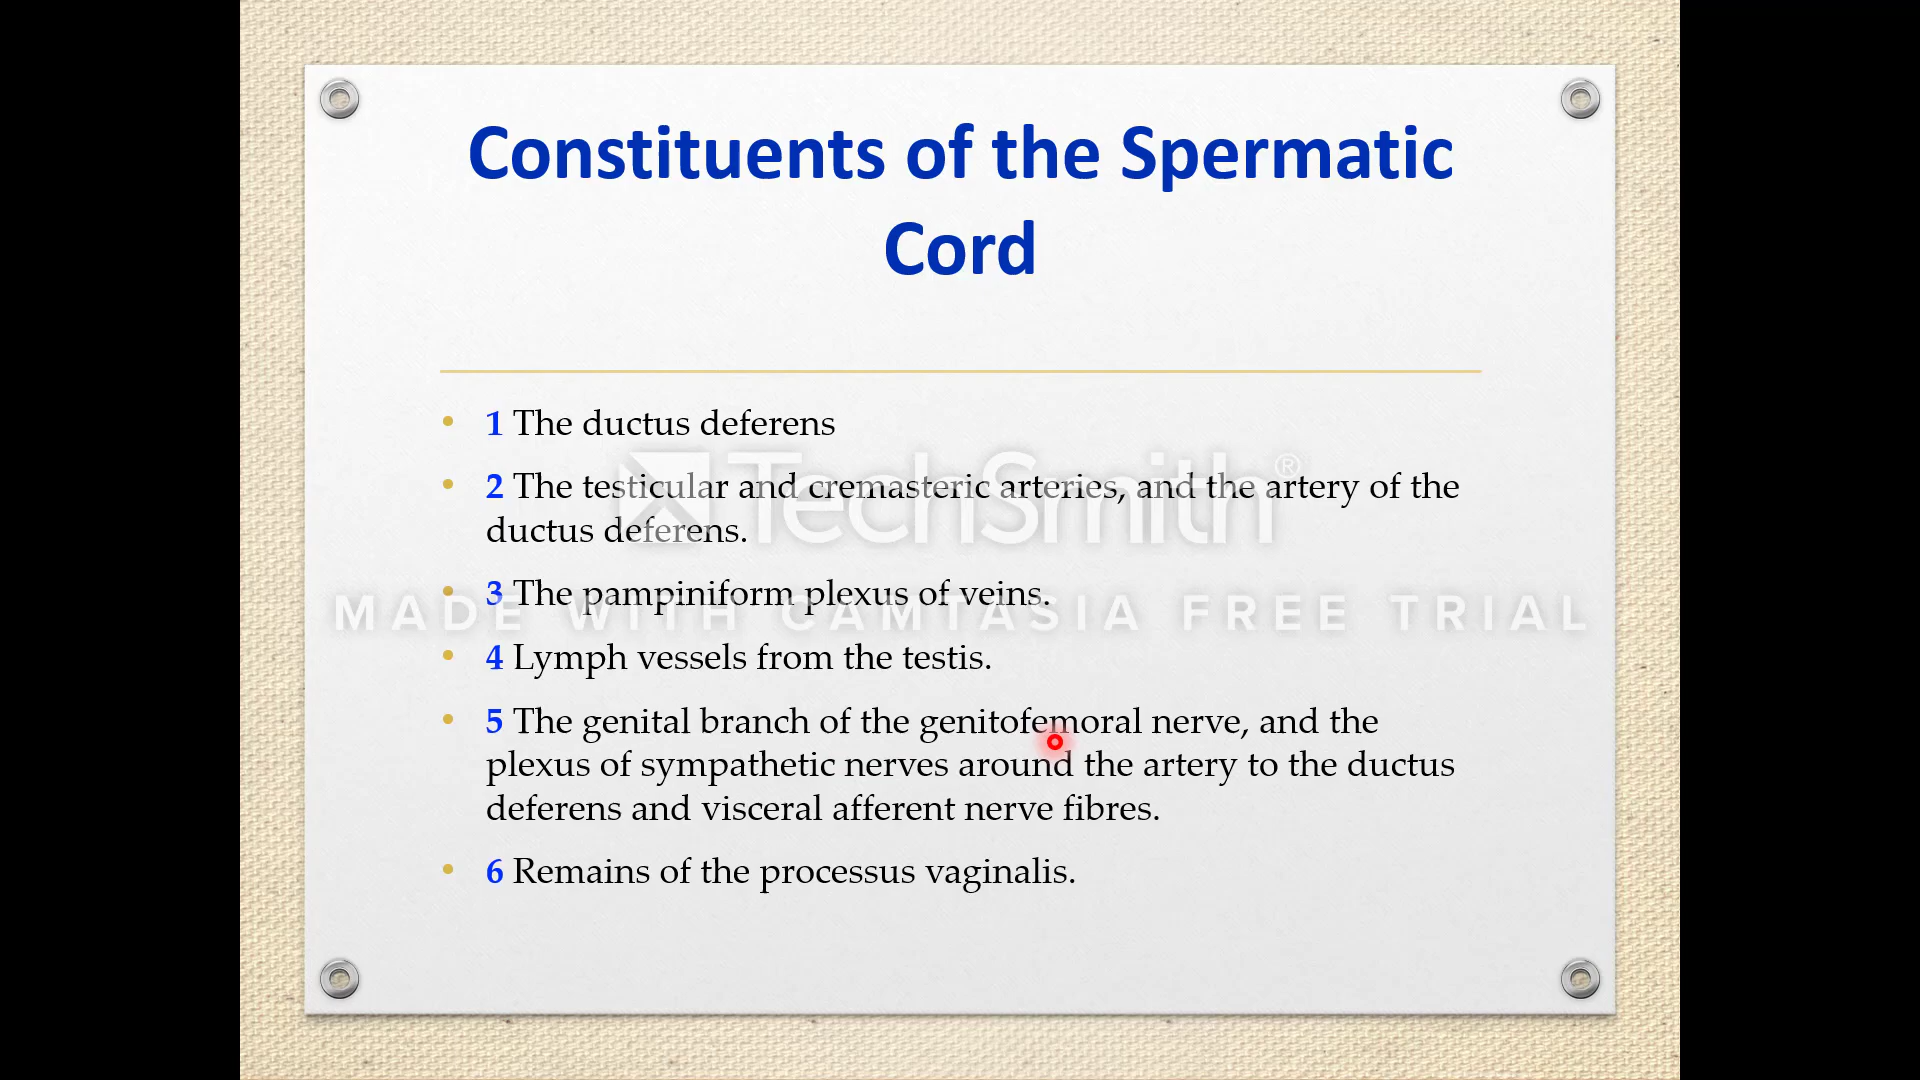 Constituents of the Spermatic
Cord
• 1 The ductus deferens
• 2 The testicular and cremasteric arteries, and the artery of the
ductus deferens.
• 3 The pampiniform plexus of veins.
• 4 Lymph vessels from the testis.
• 5 The genital branch of the genitofemoral nerve, and the
plexus of sympathetic nerves around the artery to the ductus
deferens and visceral afferent nerve fibres.
• 6 Remains of the processus vaginalis.
TechSmith®
MADE WITH CAMTASIA FREE TRIAL